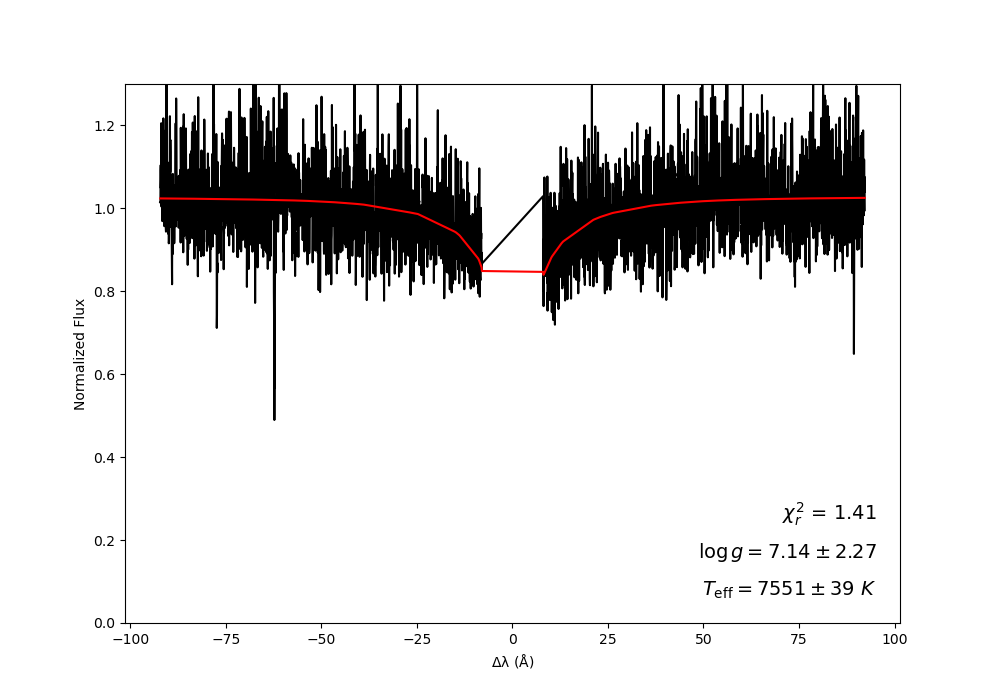 1.2
1.0
0.8
0.6
0.4
0.2
0.0
Normalized Flux
χ²ᵣ = 1.41
log g = 7.14 ± 2.27
T_eff = 7551 ± 39 K
−100 −75 −50 −25 0 25 50 75 100
Δλ (Å)